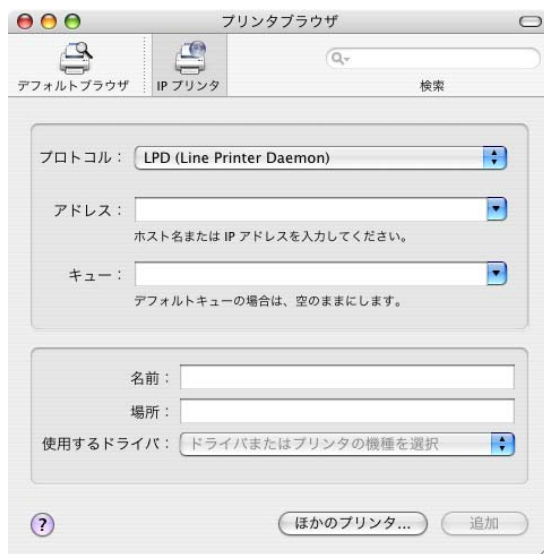 プリンタブラウザ
デフォルトブラウザ
IP プリンタ
検索
プロトコル：
LPD (Line Printer Daemon)
アドレス：
ホスト名または IP アドレスを入力してください。
キュー：
デフォルトキューの場合は、空のままにします。
名前：
場所：
使用するドライバ：
ドライバまたはプリンタの機種を選択
?
ほかのプリンタ...
追加